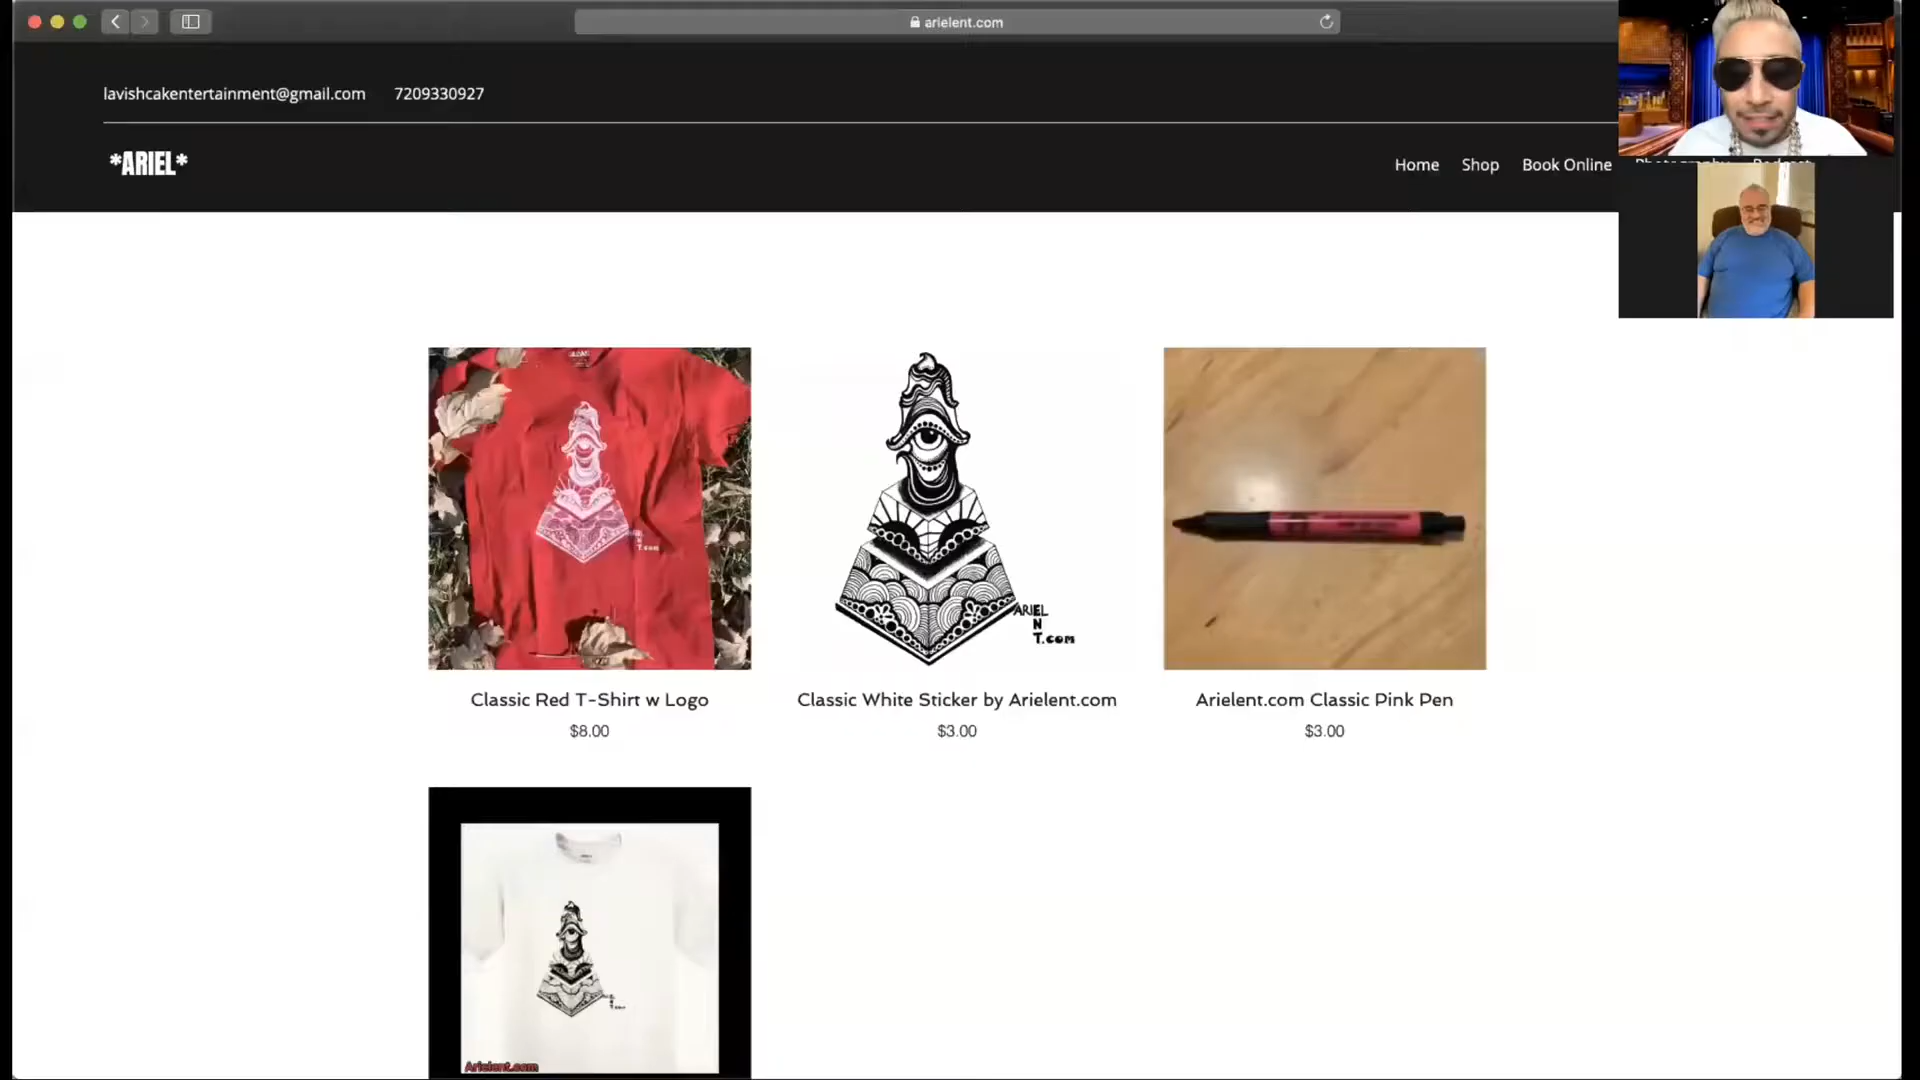 arielent.com
lavishcakentertainment@gmail.com 7209330927
*ARIEL*
Home Shop Book Online
T.com
ARIEL
N
T.com
Classic Red T-Shirt w Logo
$8.00
Classic White Sticker by Arielent.com
$3.00
Arielent.com Classic Pink Pen
$3.00
Arielent.com